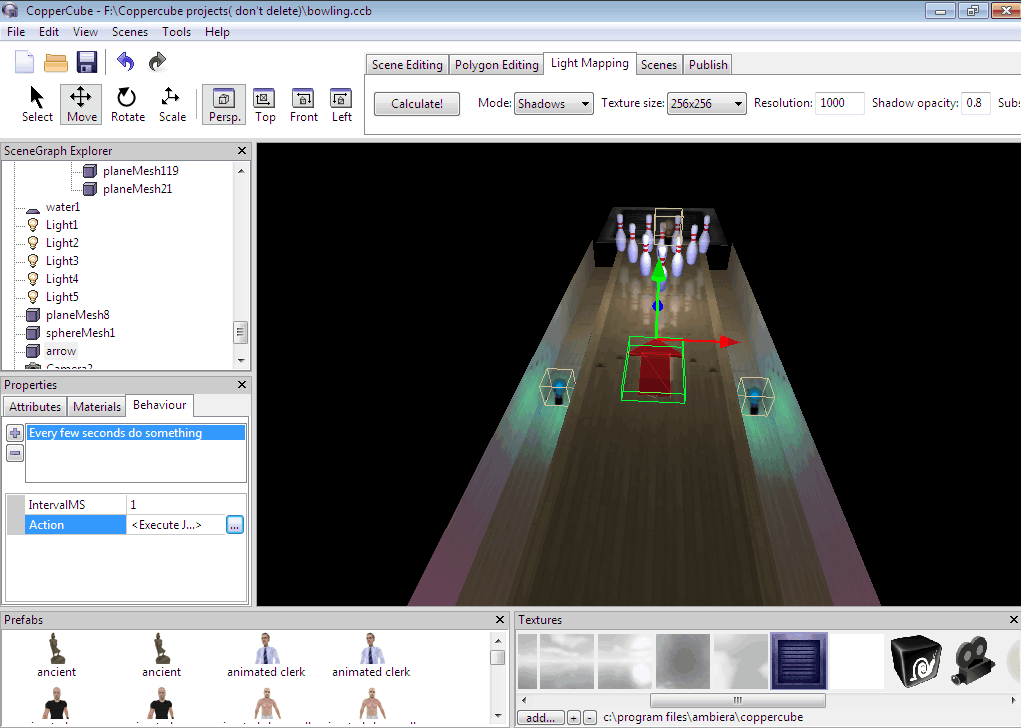 CopperCube - F:\Coppercube projects( don't delete)\bowling.ccb
File Edit View Scenes Tools Help
Scene Editing Polygon Editing Light Mapping Scenes Publish
Select Move Rotate Scale Persp. Top Front Left
Calculate! Mode: Shadows Texture size: 256x256 Resolution: 1000 Shadow opacity: 0.8 Subs
SceneGraph Explorer
planeMesh119
planeMesh21
water1
Light1
Light2
Light3
Light4
Light5
planeMesh8
sphereMesh1
arrow
Camera2
Properties
Attributes Materials Behaviour
Every few seconds do something
IntervalMS 1
Action <Execute J...> ...
Prefabs
ancient ancient animated clerk animated clerk
Textures
add... + - c:\program files\ambiera\coppercube